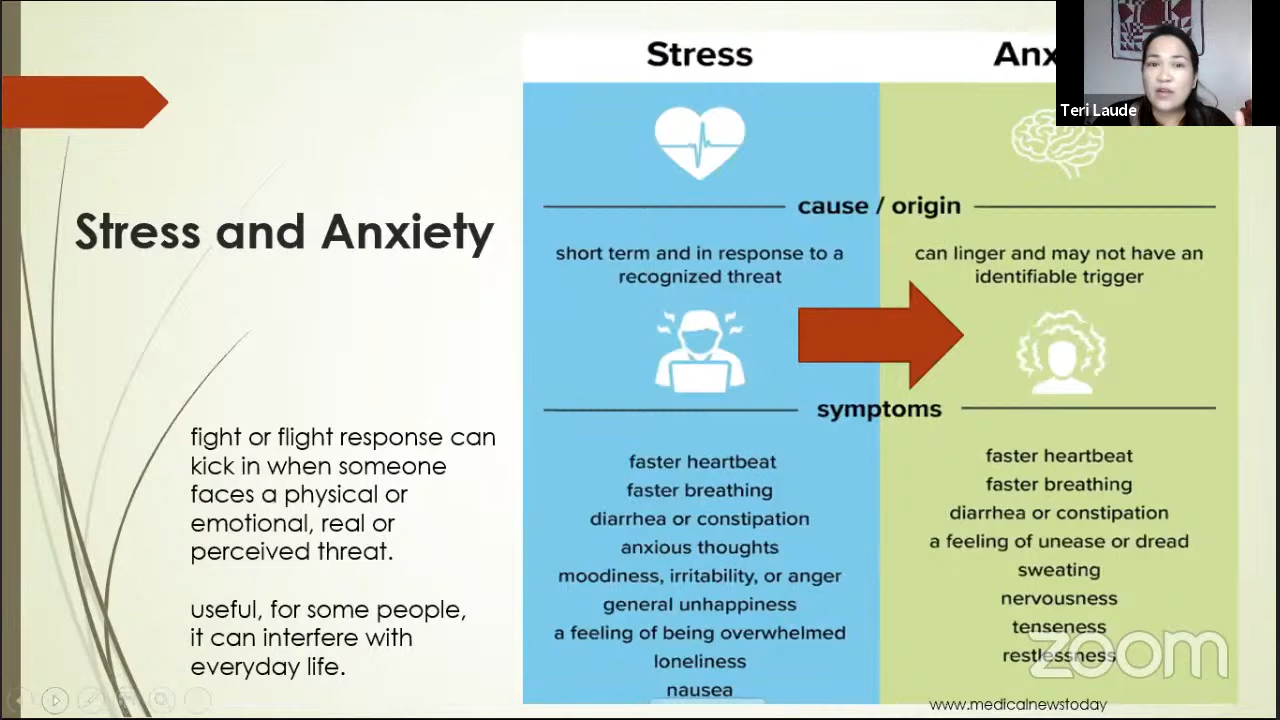 Stress and Anxiety
fight or flight response can
kick in when someone
faces a physical or
emotional, real or
perceived threat.
useful, for some people,
it can interfere with
everyday life.
Stress
Anx
Teri Laude
cause / origin
short term and in response to a
recognized threat
can linger and may not have an
identifiable trigger
symptoms
faster heartbeat
faster breathing
diarrhea or constipation
anxious thoughts
moodiness, irritability, or anger
general unhappiness
a feeling of being overwhelmed
loneliness
nausea
faster heartbeat
faster breathing
diarrhea or constipation
a feeling of unease or dread
sweating
nervousness
tenseness
restlessness
zoom
www.medicalnewstoday